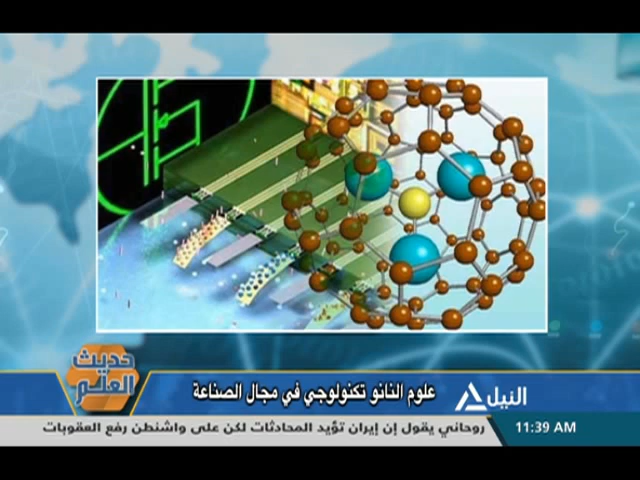 حديث
العلم
علوم النانو تكنولوجي في مجال الصناعة
النيل
روحاني يقول إن إيران تؤيد المحادثات لكن على واشنطن رفع العقوبات
11:39 AM